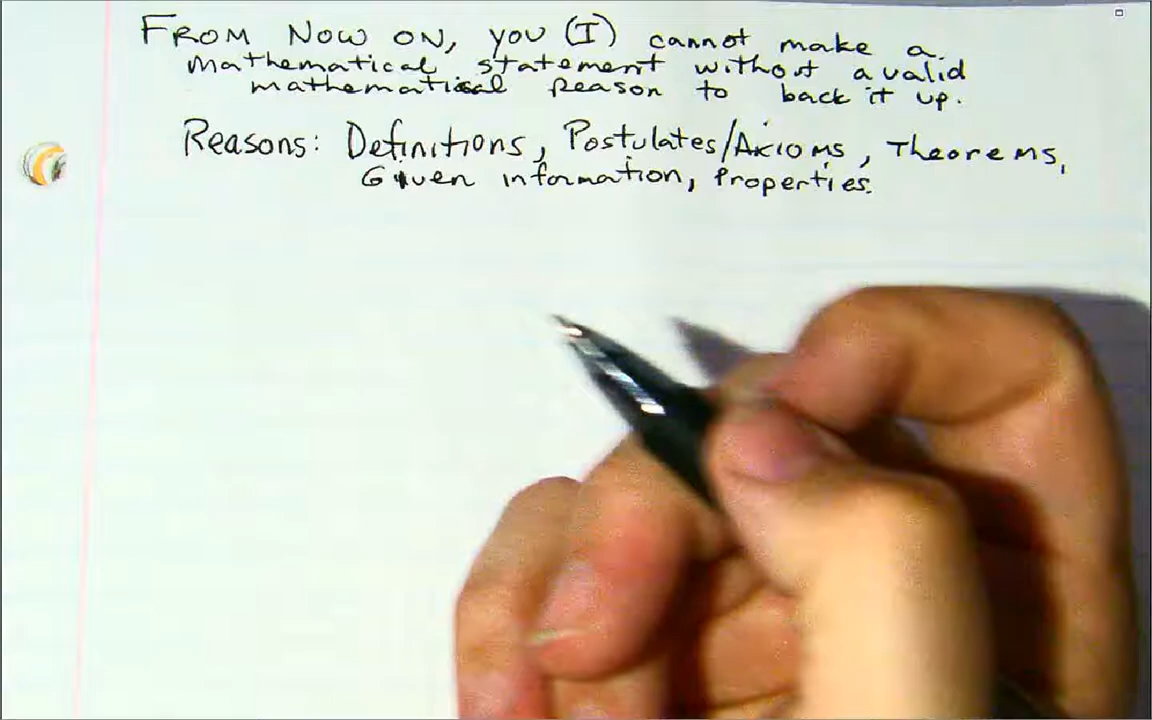 FROM NOW ON, you (I) cannot make a
mathematical statement without a valid
mathematical reason to back it up.
Reasons: Definitions, Postulates/Axioms, Theorems,
Given information, Properties.